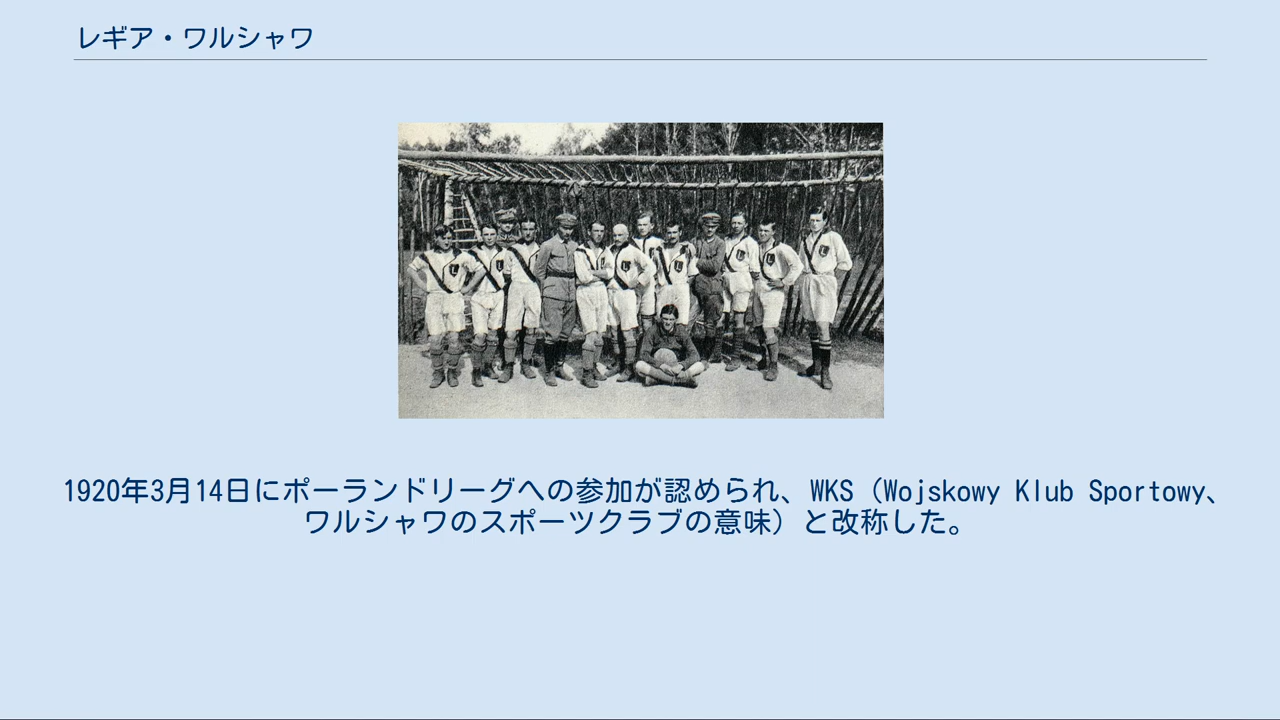 レギア・ワルシャワ
1920年3月14日にポーランドリーグへの参加が認められ、WKS（Wojskowy Klub Sportowy、
ワルシャワのスポーツクラブの意味）と改称した。